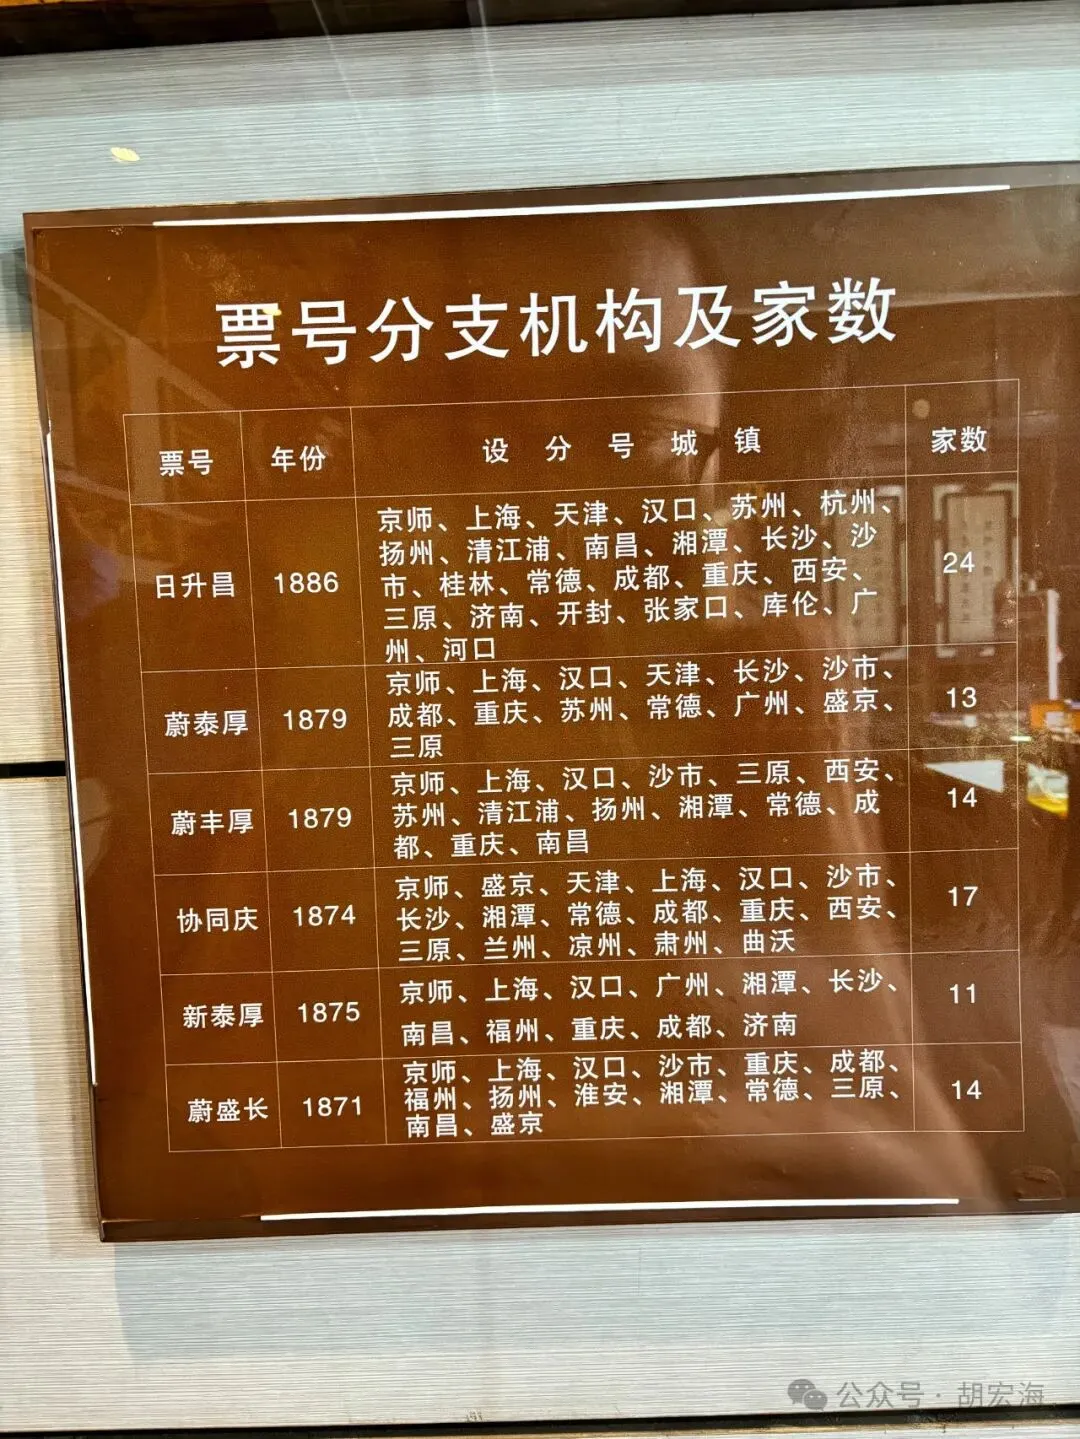 票号分支机构及家数
票号 年份 设分号城镇 家数
京师、上海、天津、汉口、苏州、杭州、
扬州、清江浦、南昌、湘潭、长沙、沙
日升昌 1886 市、桂林、常德、成都、重庆、西安、 24
三原、济南、开封、张家口、库伦、广
州、河口
京师、上海、汉口、天津、长沙、沙市、
蔚泰厚 1879 成都、重庆、苏州、常德、广州、盛京、 13
三原
京师、上海、汉口、沙市、三原、西安、
蔚丰厚 1879 苏州、清江浦、扬州、湘潭、常德、成 14
都、重庆、南昌
京师、盛京、天津、上海、汉口、沙市、
协同庆 1874 长沙、湘潭、常德、成都、重庆、西安、 17
三原、兰州、凉州、肃州、曲沃
京师、上海、汉口、广州、湘潭、长沙、
新泰厚 1875 南昌、福州、重庆、成都、济南 11
京师、上海、汉口、沙市、重庆、成都、
蔚盛长 1871 福州、扬州、淮安、湘潭、常德、三原、 14
南昌、盛京
公众号·胡宏海